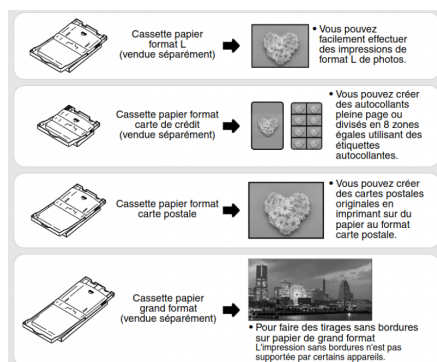 Cassette papier
format L
(vendue séparément)
• Vous pouvez
facilement effectuer
des impressions de
format L de photos.
Cassette papier format
carte de crédit
(vendue séparément)
• Vous pouvez créer
des autocollants
pleine page ou
divisés en 8 zones
égales utilisant des
étiquettes
autocollantes.
Cassette papier format
carte postale
• Vous pouvez créer
des cartes postales
originales en
imprimant sur du
papier au format
carte postale.
Cassette papier
grand format
(vendue séparément)
• Pour faire des tirages sans bordures
sur papier de grand format
L'impression sans bordures n'est pas
supportée par certains appareils.